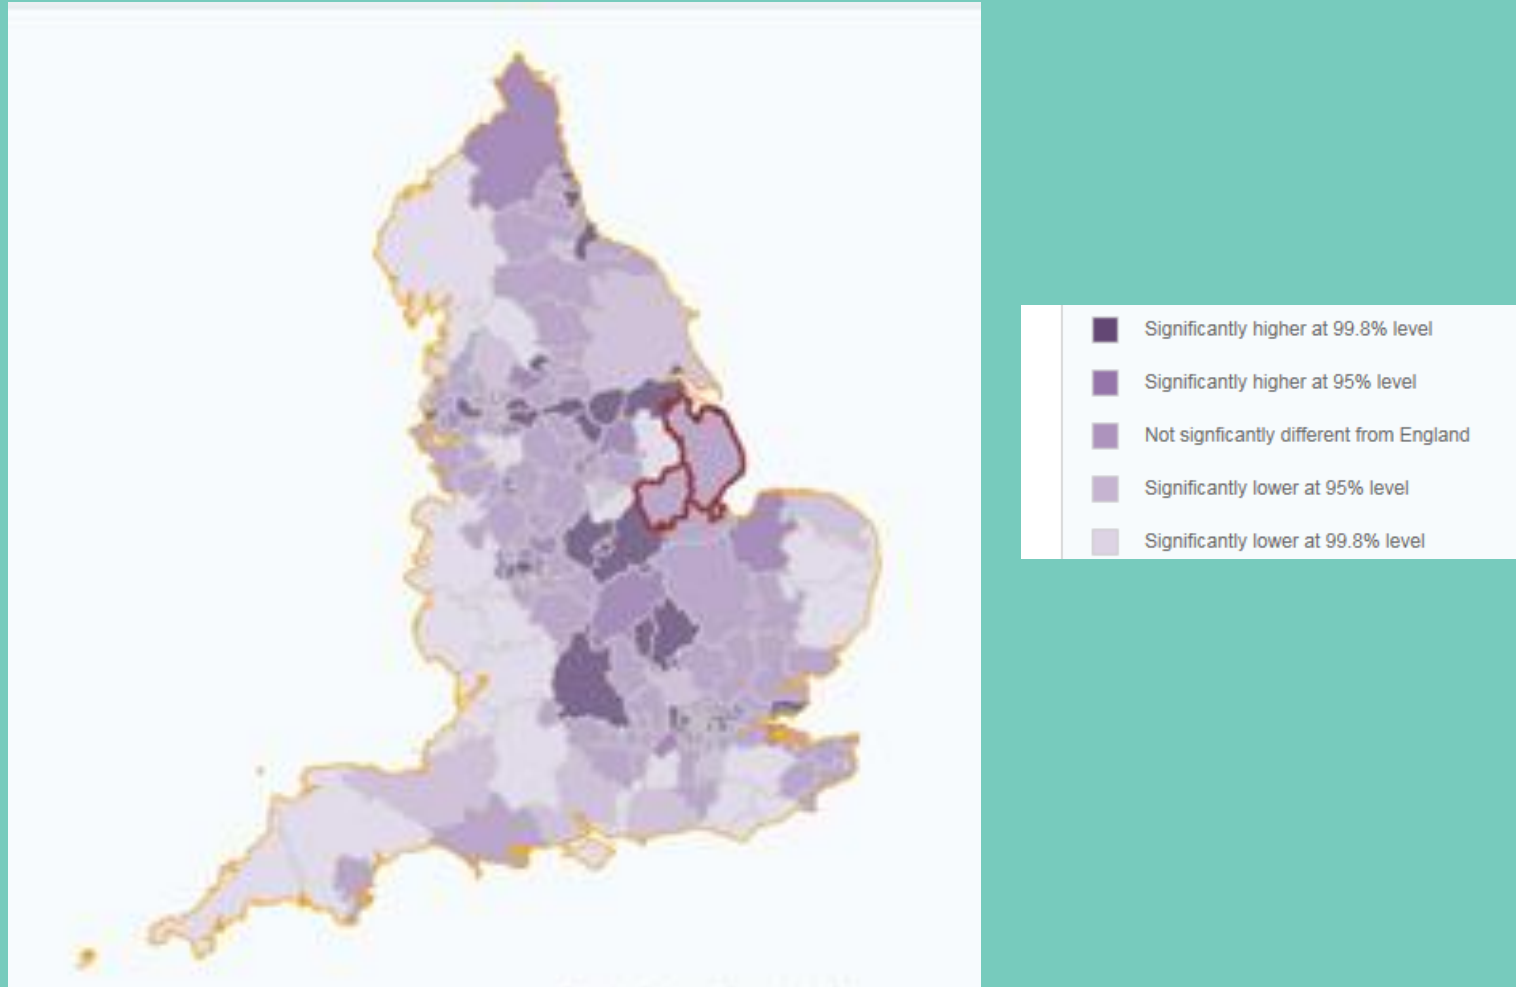 Significantly higher at 99.8% level
Significantly higher at 95% level
Not signficantly different from England
Significantly lower at 95% level
Significantly lower at 99.8% level